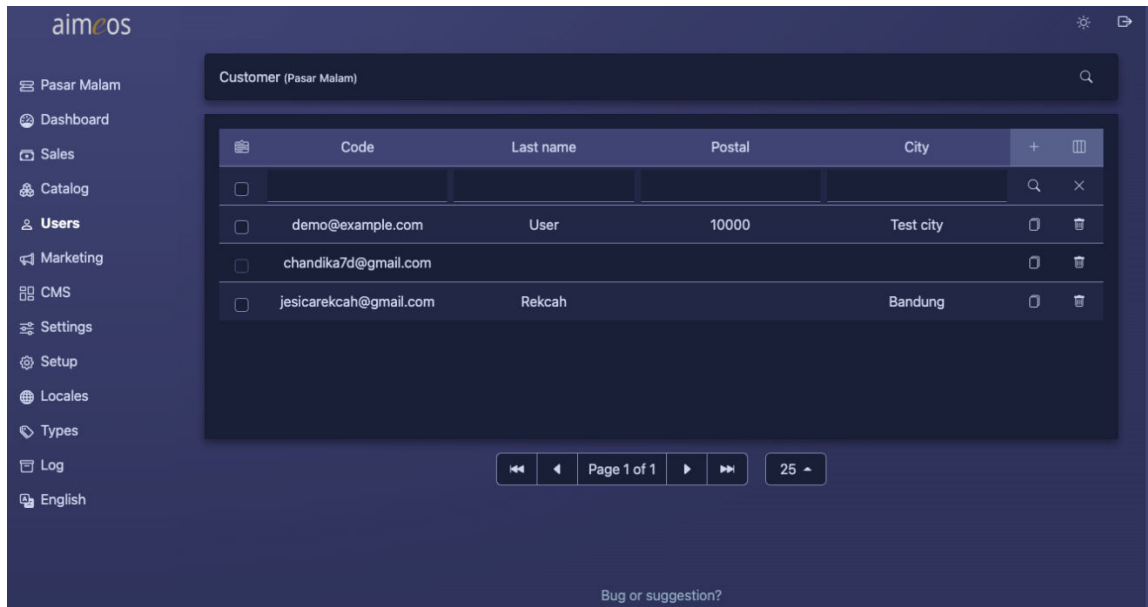 aimeos
Customer (Pasar Malam)
Pasar Malam
Dashboard
Sales
Catalog
Users
Marketing
CMS
Settings
Setup
Locales
Types
Log
English
Code Last name Postal City
demo@example.com User 10000 Test city
chandika7d@gmail.com
jesicarekcah@gmail.com Rekcah Bandung
Page 1 of 1 25
Bug or suggestion?